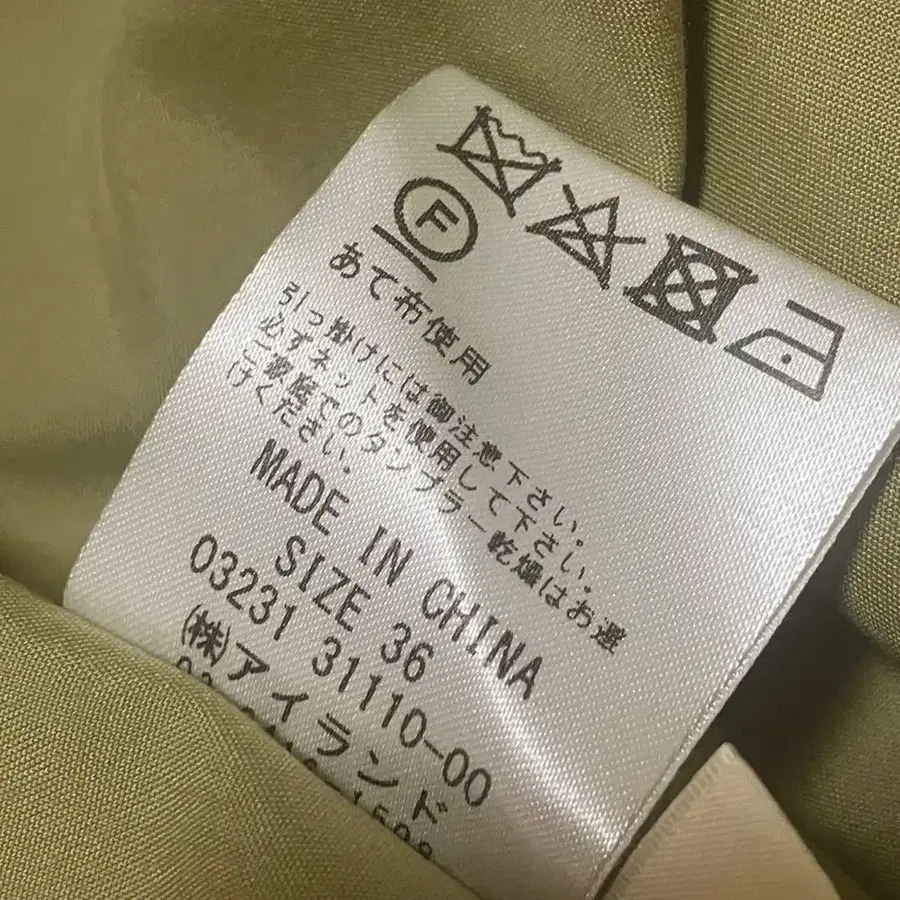 F
あて布使用
引っ掛けには御注意下さい。
必ずネットを使用して下さい。
ご家庭でのタンブラー乾燥はお避
けください。
MADE IN CHINA
SIZE 36
03231 31110-00
(株)アイランド